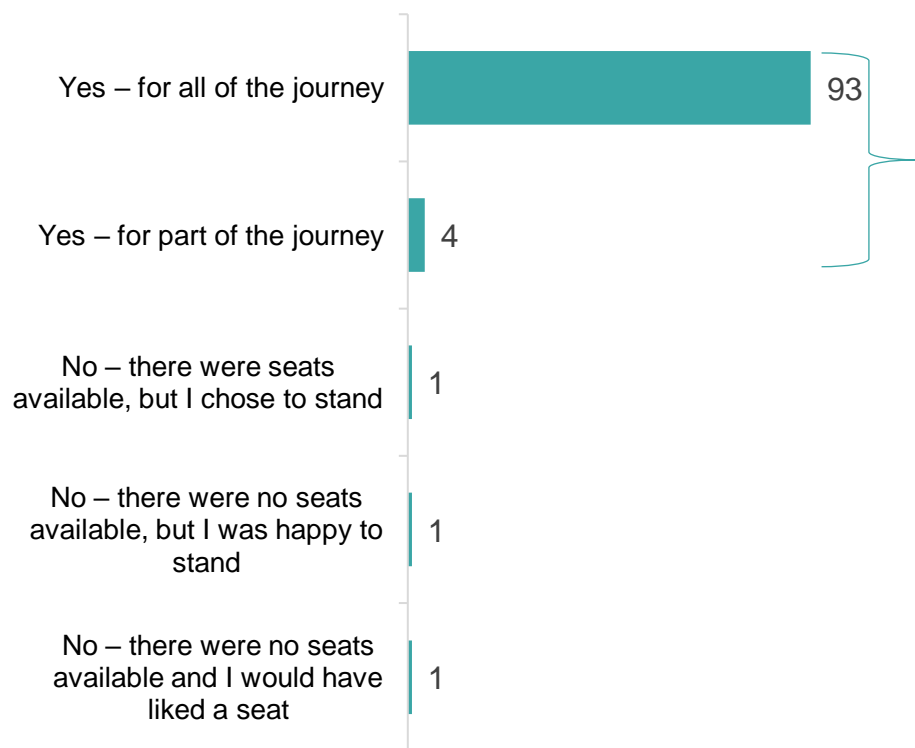 Yes – for all of the journey
93
Yes – for part of the journey
4
No – there were seats
available, but I chose to stand
1
No – there were no seats
available, but I was happy to
stand
1
No – there were no seats
available and I would have
liked a seat
1